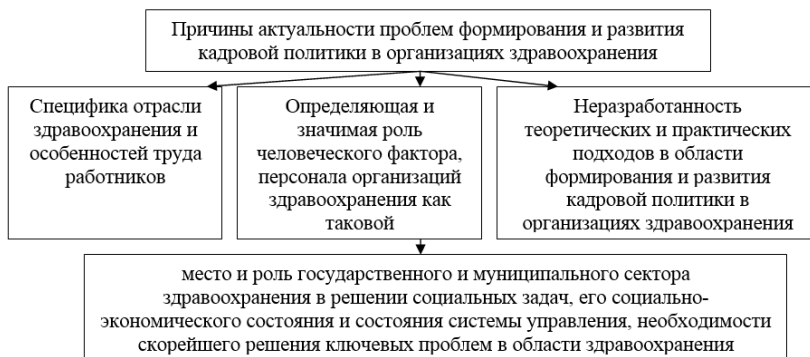 Причины актуальности проблем формирования и развития
кадровой политики в организациях здравоохранения
Специфика отрасли
здравоохранения и
особенностей труда
работников
Определяющая и
значимая роль
человеческого фактора,
персонала организаций
здравоохранения как
таковой
Неразработанность
теоретических и практических
подходов в области
формирования и развития
кадровой политики в
организациях здравоохранения
место и роль государственного и муниципального сектора
здравоохранения в решении социальных задач, его социально-
экономического состояния и состояния системы управления, необходимости
скорейшего решения ключевых проблем в области здравоохранения